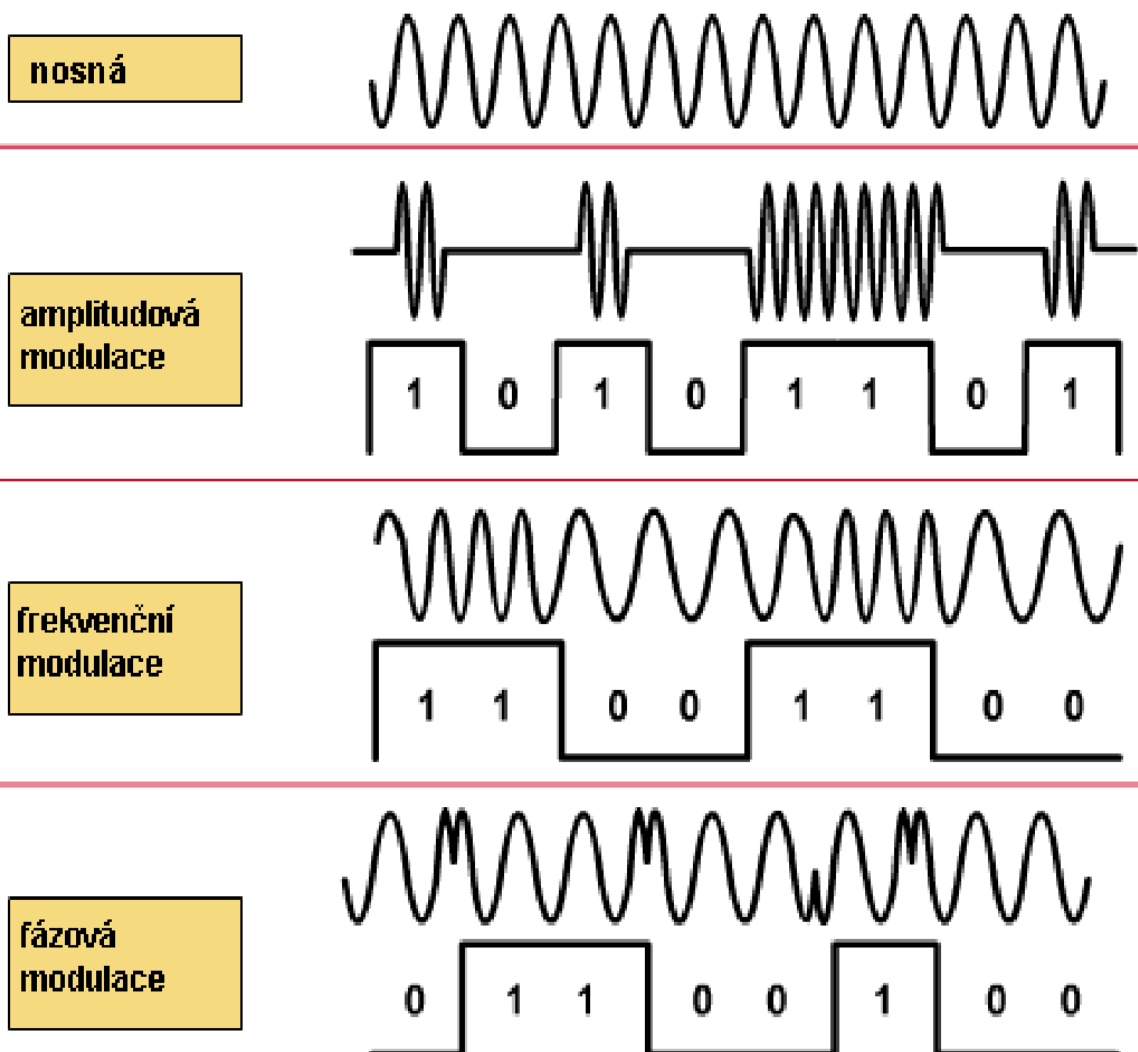 nosná
amplitudová
modulace
1 0 1 0 1 1 0 1
frekvenční
modulace
1 1 0 0 1 1 0 0
fázová
modulace
0 1 1 0 0 1 0 0